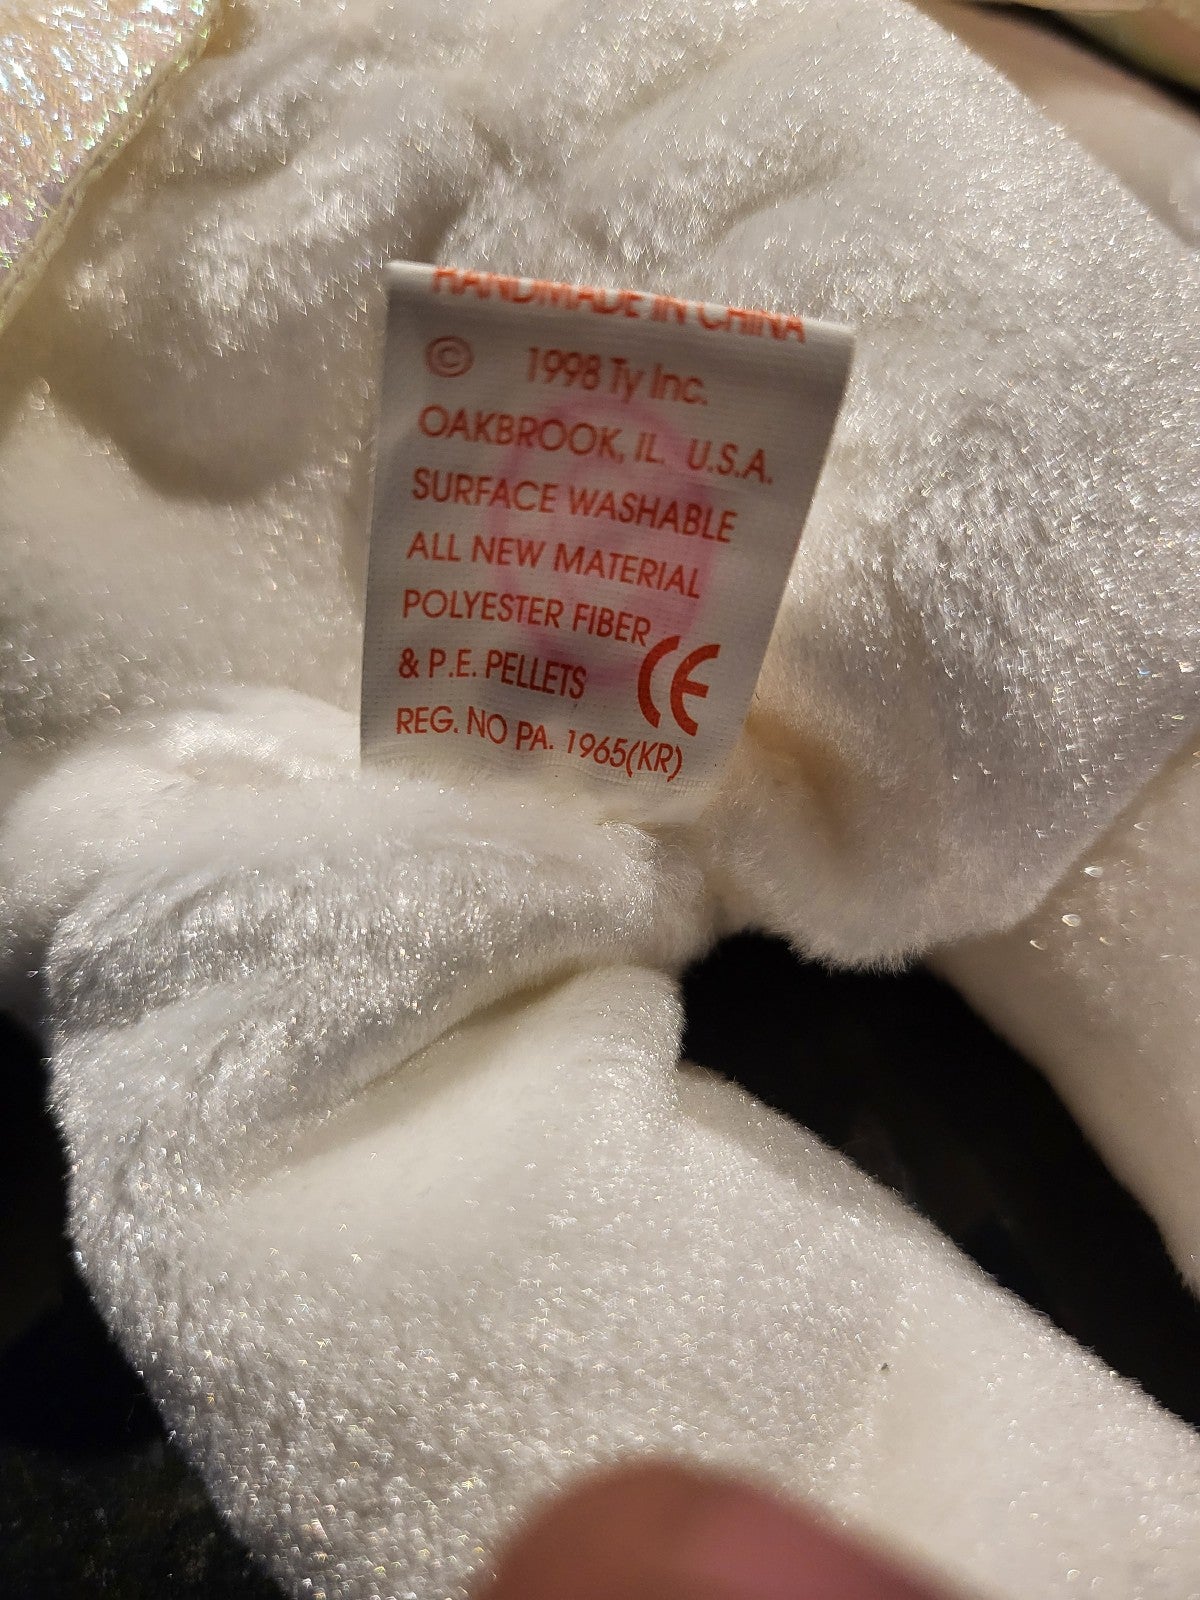 HANDMADE IN CHINA
© 1998 Ty Inc.
OAKBROOK, IL. U.S.A.
SURFACE WASHABLE
ALL NEW MATERIAL
POLYESTER FIBER
& P.E. PELLETS CE
REG. NO PA. 1965(KR)